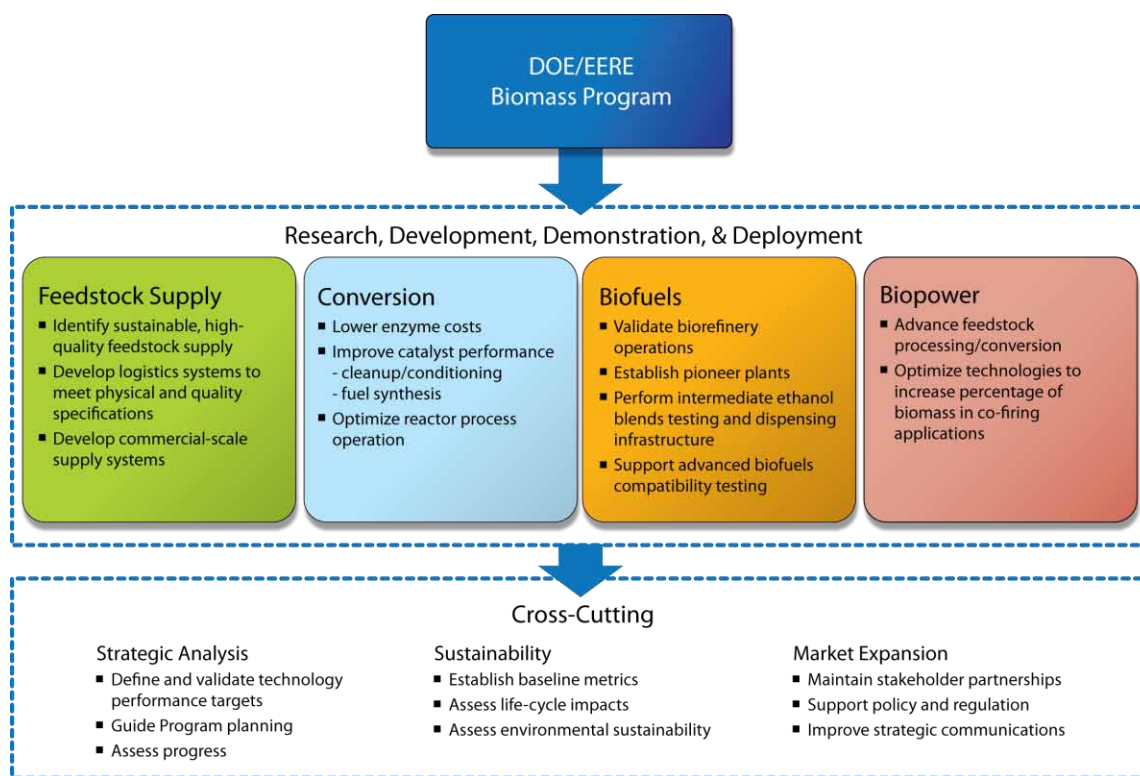 DOE/EERE
Biomass Program
Research, Development, Demonstration, & Deployment
Feedstock Supply
■ Identify sustainable, high-
quality feedstock supply
■ Develop logistics systems to
meet physical and quality
specifications
■ Develop commercial-scale
supply systems
Conversion
■ Lower enzyme costs
■ Improve catalyst performance
- cleanup/conditioning
- fuel synthesis
■ Optimize reactor process
operation
Biofuels
■ Validate biorefinery
operations
■ Establish pioneer plants
■ Perform intermediate ethanol
blends testing and dispensing
infrastructure
■ Support advanced biofuels
compatibility testing
Biopower
■ Advance feedstock
processing/conversion
■ Optimize technologies to
increase percentage of
biomass in co-firing
applications
Cross-Cutting
Strategic Analysis
■ Define and validate technology
performance targets
■ Guide Program planning
■ Assess progress
Sustainability
■ Establish baseline metrics
■ Assess life-cycle impacts
■ Assess environmental sustainability
Market Expansion
■ Maintain stakeholder partnerships
■ Support policy and regulation
■ Improve strategic communications